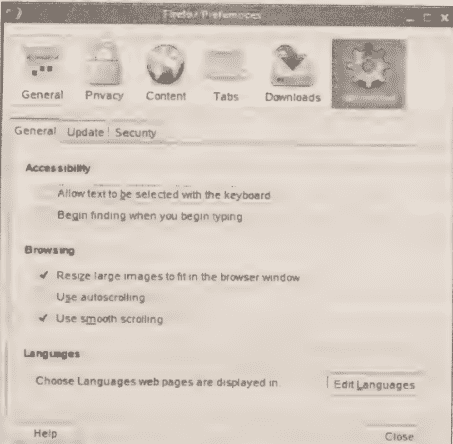 Firefox Preferences
General Privacy Content Tabs Downloads
General Update Security
Accessibility
Allow text to be selected with the keyboard
Begin finding when you begin typing
Browsing
Resize large images to fit in the browser window
Use autoscrolling
Use smooth scrolling
Languages
Choose Languages web pages are displayed in
Edit Languages
Help
Close